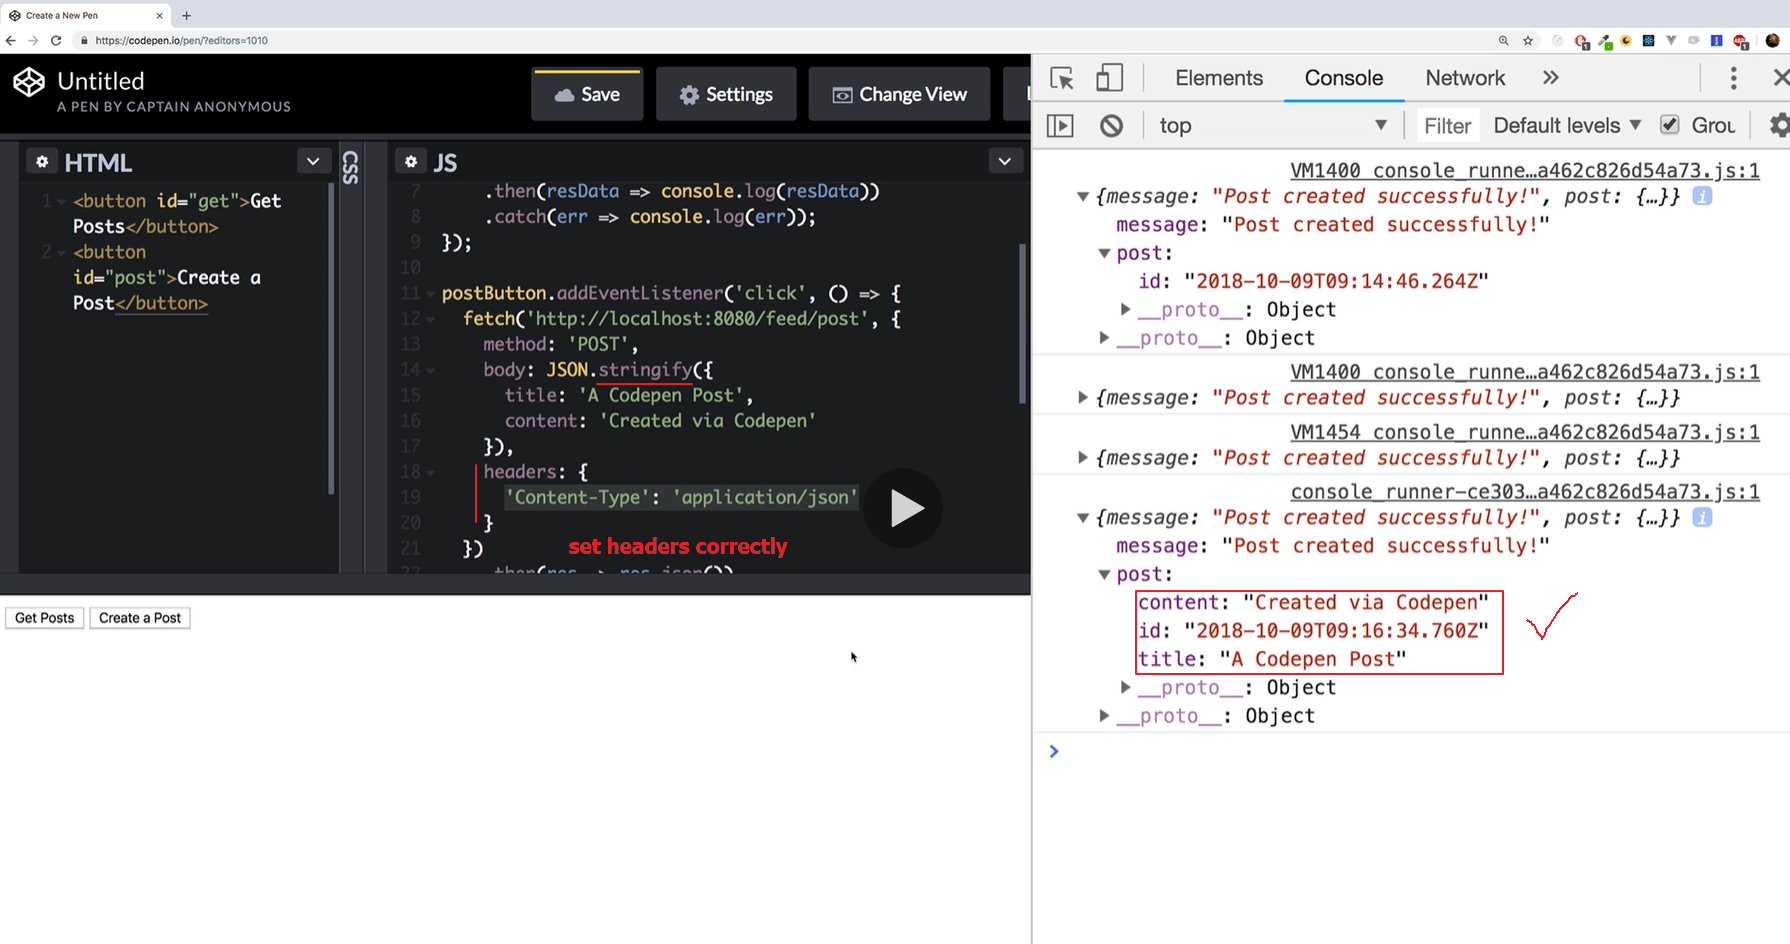 Create a New Pen
https://codepen.io/pen/?editors=1010
Untitled
A PEN BY CAPTAIN ANONYMOUS
Save
Settings
Change View
HTML
1 <button id="get">Get
Posts</button>
2 <button
id="post">Create a
Post</button>
CSS
JS
7 .then(resData => console.log(resData))
8 .catch(err => console.log(err));
9 });
10
11 postButton.addEventListener('click', () => {
12 fetch('http://localhost:8080/feed/post', {
13 method: 'POST',
14 body: JSON.stringify({
15 title: 'A Codepen Post',
16 content: 'Created via Codepen'
17 }),
18 headers: {
19 'Content-Type': 'application/json'
20 }
set headers correctly
21 })
.then(res => res.json())
Get Posts
Create a Post
Elements
Console
Network
top
Filter
Default levels
Grou
VM1400 console_runne…a462c826d54a73.js:1
{message: "Post created successfully!", post: {…}}
message: "Post created successfully!"
post:
id: "2018-10-09T09:14:46.264Z"
__proto__: Object
__proto__: Object
VM1400 console_runne…a462c826d54a73.js:1
{message: "Post created successfully!", post: {…}}
VM1454 console_runne…a462c826d54a73.js:1
{message: "Post created successfully!", post: {…}}
console_runner-ce303…a462c826d54a73.js:1
{message: "Post created successfully!", post: {…}}
message: "Post created successfully!"
post:
content: "Created via Codepen"
id: "2018-10-09T09:16:34.760Z"
title: "A Codepen Post"
__proto__: Object
__proto__: Object